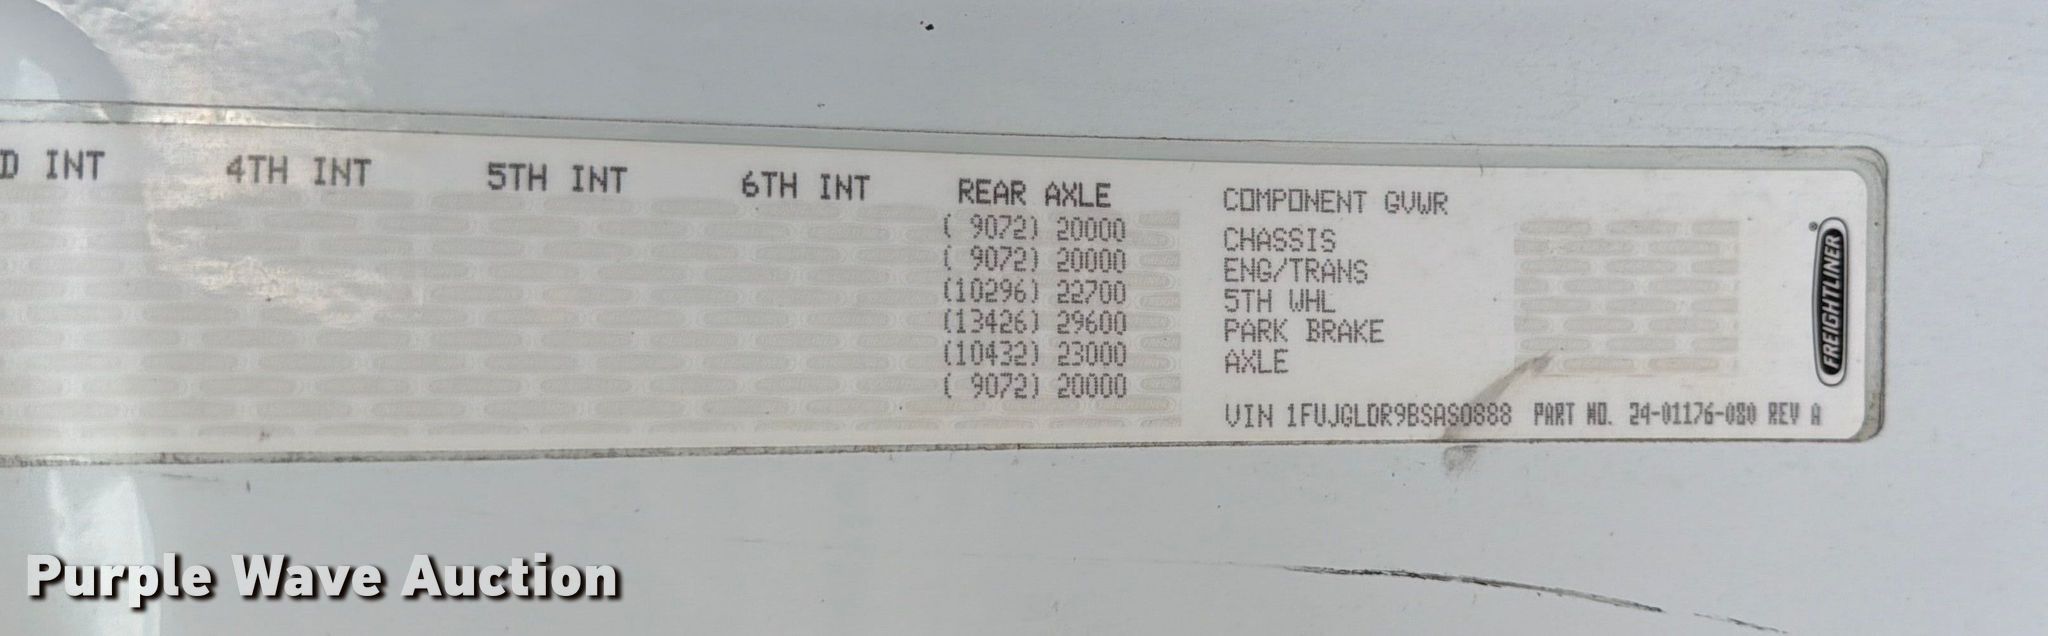 D INT 4TH INT 5TH INT 6TH INT REAR AXLE
( 9072) 20000
( 9072) 20000
(10296) 22700
(13426) 29600
(10432) 23000
( 9072) 20000
COMPONENT GVWR
CHASSIS
ENG/TRANS
5TH WHL
PARK BRAKE
AXLE
VIN 1FUJGLDR9BSAS0888 PART NO. 24-01176-080 REV A
FREIGHTLINER
Purple Wave Auction